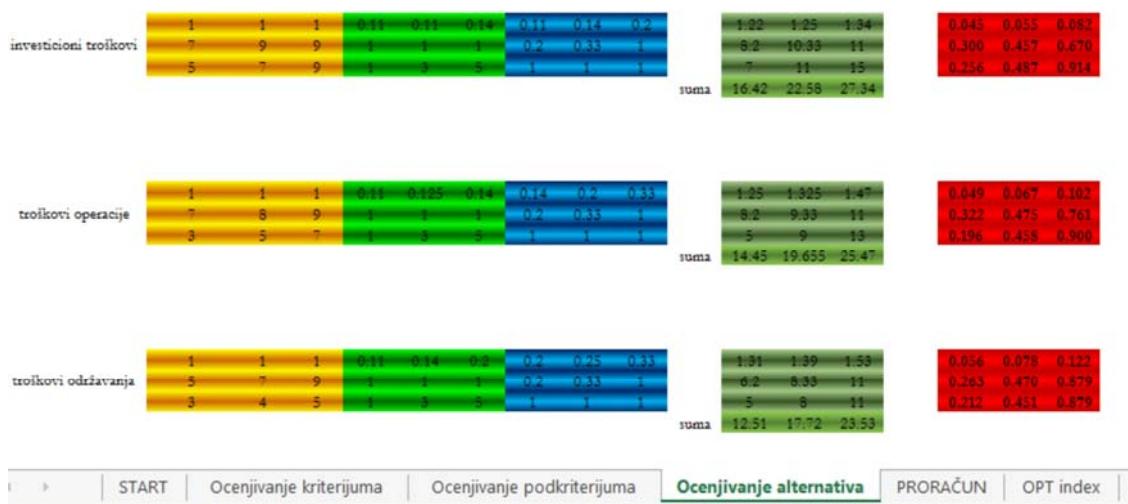 1 1 1 0.11 0.11 0.14 0.11 0.14 0.2 1.22 1.25 1.34 0.045 0.055 0.082
investicioni troškovi 7 9 9 1 1 1 0.2 0.33 1 8.2 10.33 11 0.300 0.457 0.670
5 7 9 1 3 5 1 1 1 7 11 15 0.256 0.487 0.914
suma 16.42 22.58 27.34
1 1 1 0.11 0.125 0.14 0.14 0.2 0.33 1.25 1.325 1.47 0.049 0.067 0.102
troškovi operacije 7 8 9 1 1 1 0.2 0.33 1 8.2 9.33 11 0.322 0.475 0.761
3 5 7 1 3 5 1 1 1 5 9 13 0.196 0.458 0.900
suma 14.45 19.655 25.47
1 1 1 0.11 0.14 0.2 0.2 0.25 0.33 1.31 1.39 1.53 0.056 0.078 0.122
troškovi održavanja 5 7 9 1 1 1 0.2 0.33 1 6.2 8.33 11 0.263 0.470 0.879
3 4 5 1 3 5 1 1 1 5 8 11 0.212 0.451 0.879
suma 12.51 17.72 23.53
START Ocenjivanje kriterijuma Ocenjivanje podkriterijuma Ocenjivanje alternativa PRORAČUN OPT index